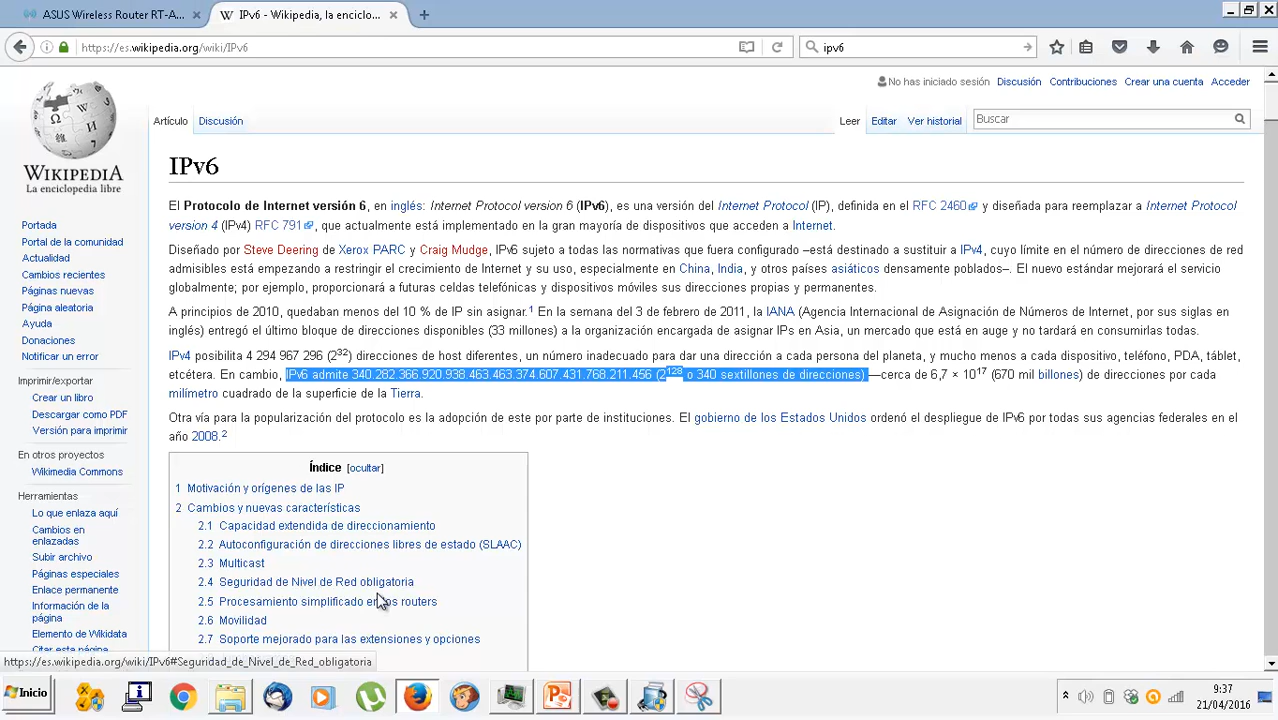 ASUS Wireless Router RT-A...
IPv6 - Wikipedia, la enciclo...
https://es.wikipedia.org/wiki/IPv6
ipv6
No has iniciado sesión Discusión Contribuciones Crear una cuenta Acceder
Artículo Discusión
Leer Editar Ver historial
Buscar
WIKIPEDIA
La enciclopedia libre
IPv6
El Protocolo de Internet versión 6, en inglés: Internet Protocol version 6 (IPv6), es una versión del Internet Protocol (IP), definida en el RFC 2460 y diseñada para reemplazar a Internet Protocol
version 4 (IPv4) RFC 791, que actualmente está implementado en la gran mayoría de dispositivos que acceden a Internet.
Diseñado por Steve Deering de Xerox PARC y Craig Mudge, IPv6 sujeto a todas las normativas que fuera configurado –está destinado a sustituir a IPv4, cuyo límite en el número de direcciones de red
admisibles está empezando a restringir el crecimiento de Internet y su uso, especialmente en China, India, y otros países asiáticos densamente poblados–. El nuevo estándar mejorará el servicio
globalmente; por ejemplo, proporcionará a futuras celdas telefónicas y dispositivos móviles sus direcciones propias y permanentes.
A principios de 2010, quedaban menos del 10 % de IP sin asignar.1 En la semana del 3 de febrero de 2011, la IANA (Agencia Internacional de Asignación de Números de Internet, por sus siglas en
inglés) entregó el último bloque de direcciones disponibles (33 millones) a la organización encargada de asignar IPs en Asia, un mercado que está en auge y no tardará en consumirlas todas.
IPv4 posibilita 4 294 967 296 (2^32) direcciones de host diferentes, un número inadecuado para dar una dirección a cada persona del planeta, y mucho menos a cada dispositivo, teléfono, PDA, táblet,
etcétera. En cambio, IPv6 admite 340.282.366.920.938.463.463.374.607.431.768.211.456 (2^128 o 340 sextillones de direcciones) —cerca de 6,7 × 10^17 (670 mil billones) de direcciones por cada
milímetro cuadrado de la superficie de la Tierra.
Otra vía para la popularización del protocolo es la adopción de este por parte de instituciones. El gobierno de los Estados Unidos ordenó el despliegue de IPv6 por todas sus agencias federales en el
año 2008.2
Índice [ocultar]
1 Motivación y orígenes de las IP
2 Cambios y nuevas características
2.1 Capacidad extendida de direccionamiento
2.2 Autoconfiguración de direcciones libres de estado (SLAAC)
2.3 Multicast
2.4 Seguridad de Nivel de Red obligatoria
2.5 Procesamiento simplificado en los routers
2.6 Movilidad
2.7 Soporte mejorado para las extensiones y opciones
Portada
Portal de la comunidad
Actualidad
Cambios recientes
Páginas nuevas
Página aleatoria
Ayuda
Donaciones
Notificar un error
Imprimir/exportar
Crear un libro
Descargar como PDF
Versión para imprimir
En otros proyectos
Wikimedia Commons
Herramientas
Lo que enlaza aquí
Cambios en
enlazadas
Subir archivo
Páginas especiales
Enlace permanente
Información de la
página
Elemento de Wikidata
Citar esta página
https://es.wikipedia.org/wiki/IPv6#Seguridad_de_Nivel_de_Red_obligatoria
Inicio
9:37
21/04/2016